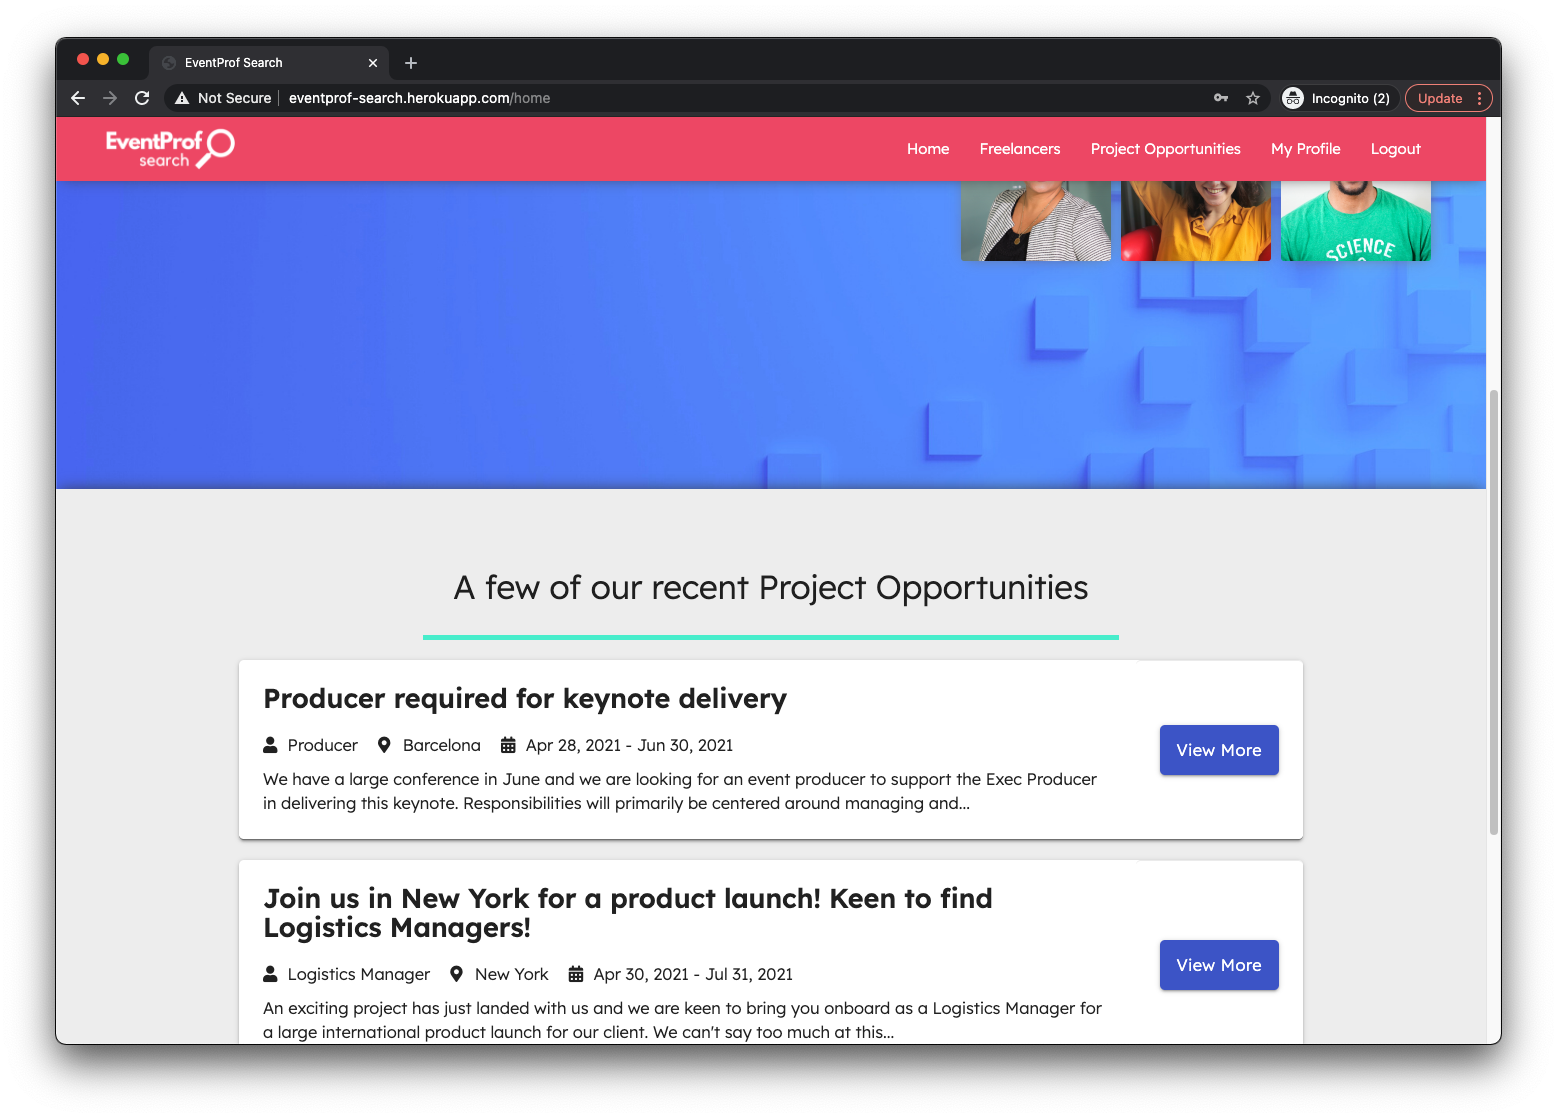 EventProf Search
Not Secure eventprof-search.herokuapp.com/home Incognito (2) Update
EventProf
search
Home Freelancers Project Opportunities My Profile Logout
SCIENCE
A few of our recent Project Opportunities
Producer required for keynote delivery
Producer Barcelona Apr 28, 2021 - Jun 30, 2021
We have a large conference in June and we are looking for an event producer to support the Exec Producer
in delivering this keynote. Responsibilities will primarily be centered around managing and...
View More
Join us in New York for a product launch! Keen to find
Logistics Managers!
Logistics Manager New York Apr 30, 2021 - Jul 31, 2021
An exciting project has just landed with us and we are keen to bring you onboard as a Logistics Manager for
a large international product launch for our client. We can't say too much at this...
View More